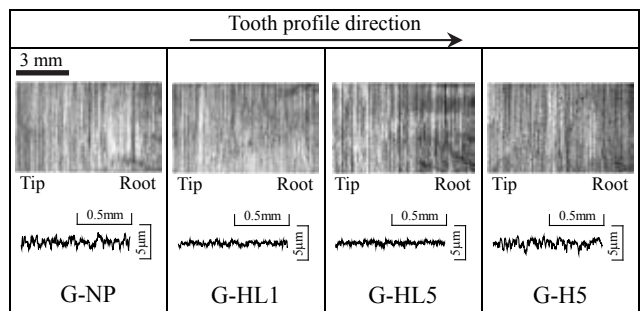 Tooth profile direction
3 mm
Tip Root
0.5mm
5μm
G-NP
Tip Root
0.5mm
5μm
G-HL1
Tip Root
0.5mm
5μm
G-HL5
Tip Root
0.5mm
5μm
G-H5